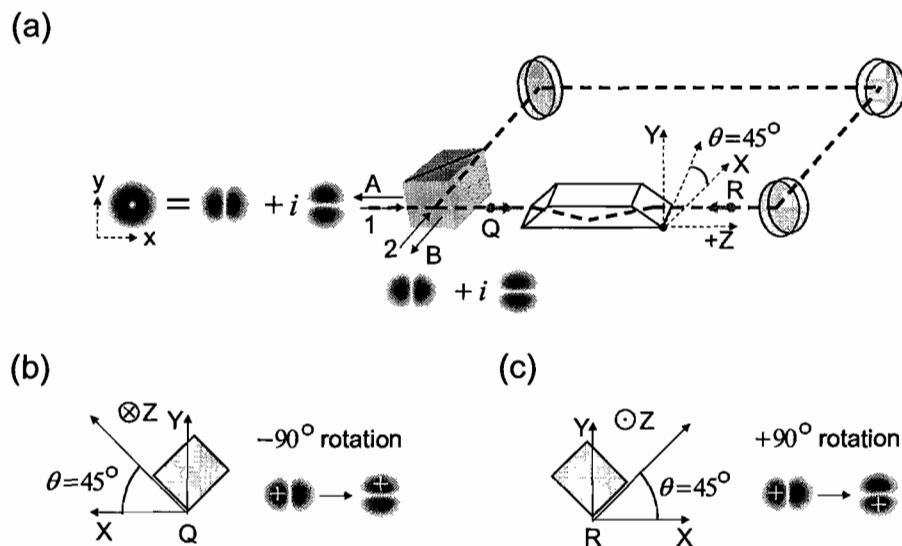 (a)
Y
θ=45°
X
R
+Z
y
x
=
+ i
A
1
2
B
Q
+ i
(b)
⊗Z
Y
θ=45°
X
Q
−90° rotation
+
+
(c)
Y
⊙Z
θ=45°
R
X
+90° rotation
+
+